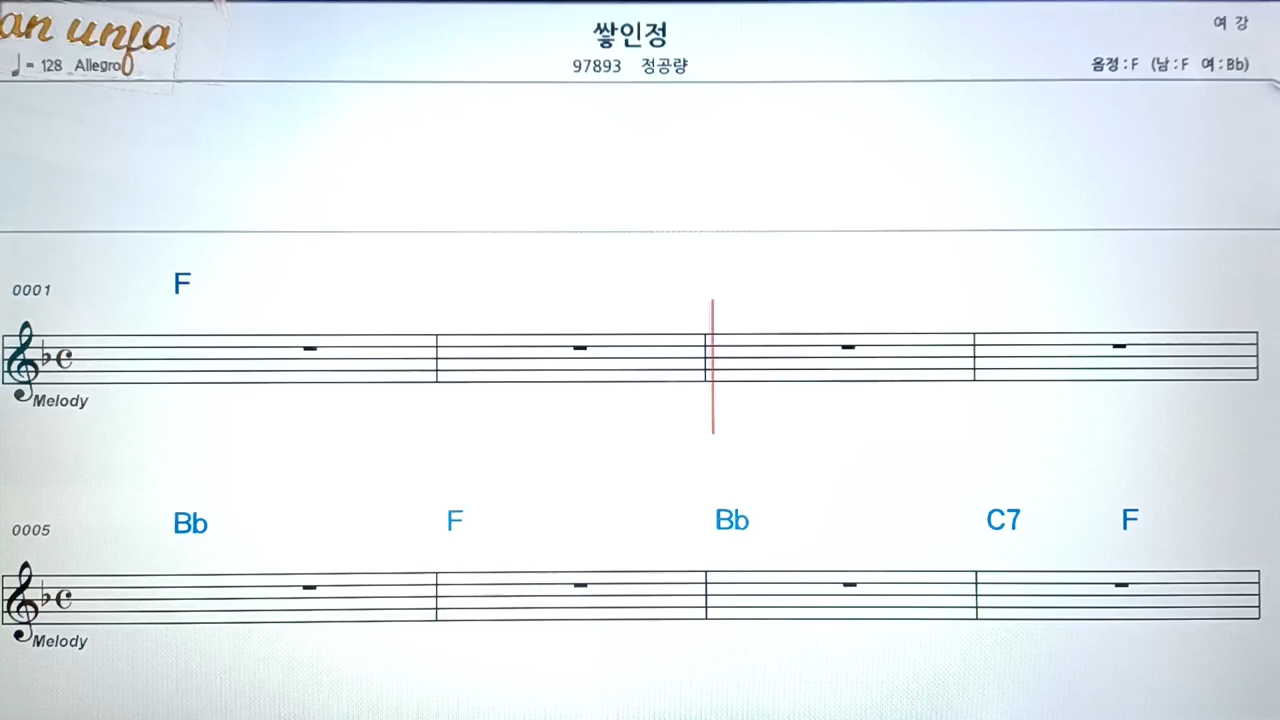 an unfa
쌓인정
여 강
♩ = 128 Allegro
97893 정공량
음정 : F (남 : F 여 : Bb)
0001 F
Melody
0005 Bb F Bb C7 F
Melody